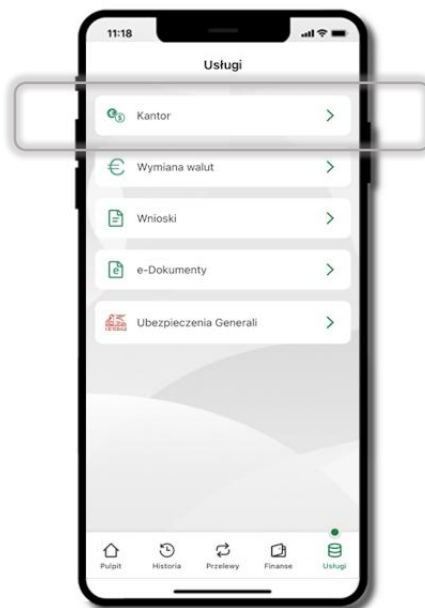 11:18
Usługi
Kantor
Wymiana walut
Wnioski
e-Dokumenty
Ubezpieczenia Generali
Pulpit
Historia
Przelewy
Finanse
Usługi